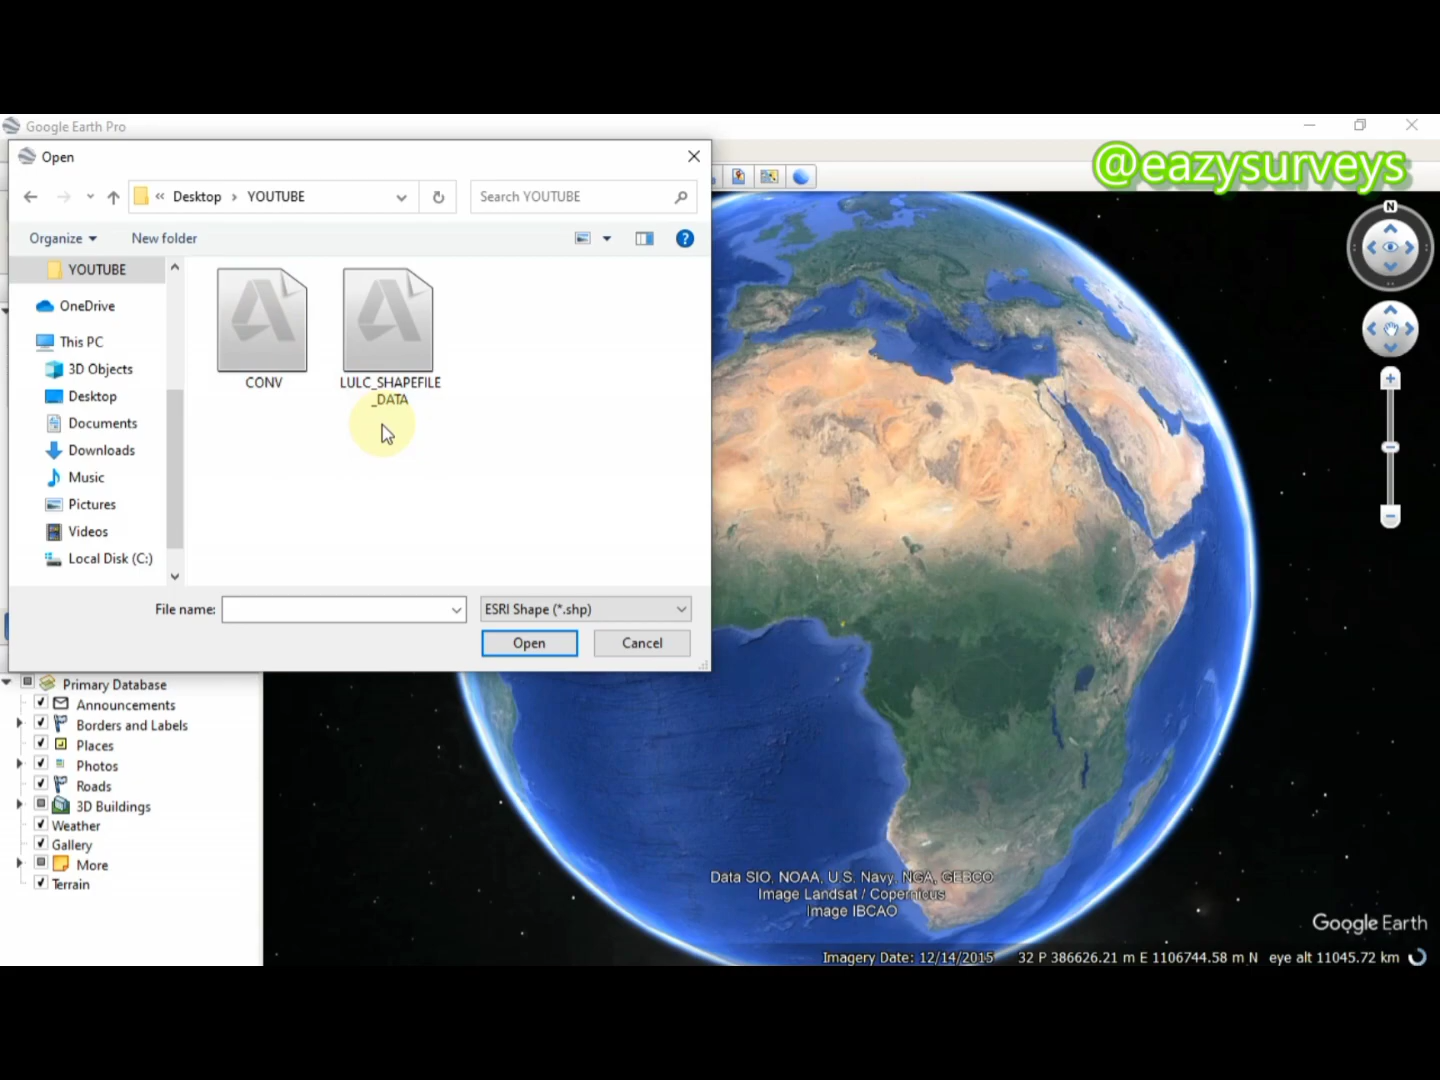 Google Earth Pro
@eazysurveys
Open
« Desktop > YOUTUBE
Search YOUTUBE
Organize
New folder
YOUTUBE
OneDrive
This PC
3D Objects
Desktop
Documents
Downloads
Music
Pictures
Videos
Local Disk (C:)
CONV
LULC_SHAPEFILE
_DATA
File name:
ESRI Shape (*.shp)
Open
Cancel
Primary Database
Announcements
Borders and Labels
Places
Photos
Roads
3D Buildings
Weather
Gallery
More
Terrain
N
Data SIO, NOAA, U.S. Navy, NGA, GEBCO
Image Landsat / Copernicus
Image IBCAO
Google Earth
Imagery Date: 12/14/2015 32 P 386626.21 m E 1106744.58 m N eye alt 11045.72 km